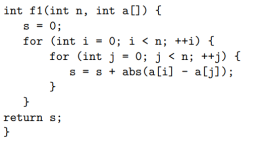 int f1(int n, int a[]) {
s = 0;
for (int i = 0; i < n; ++i) {
for (int j = 0; j < n; ++j) {
s = s + abs(a[i] - a[j]);
}
}
return s;
}